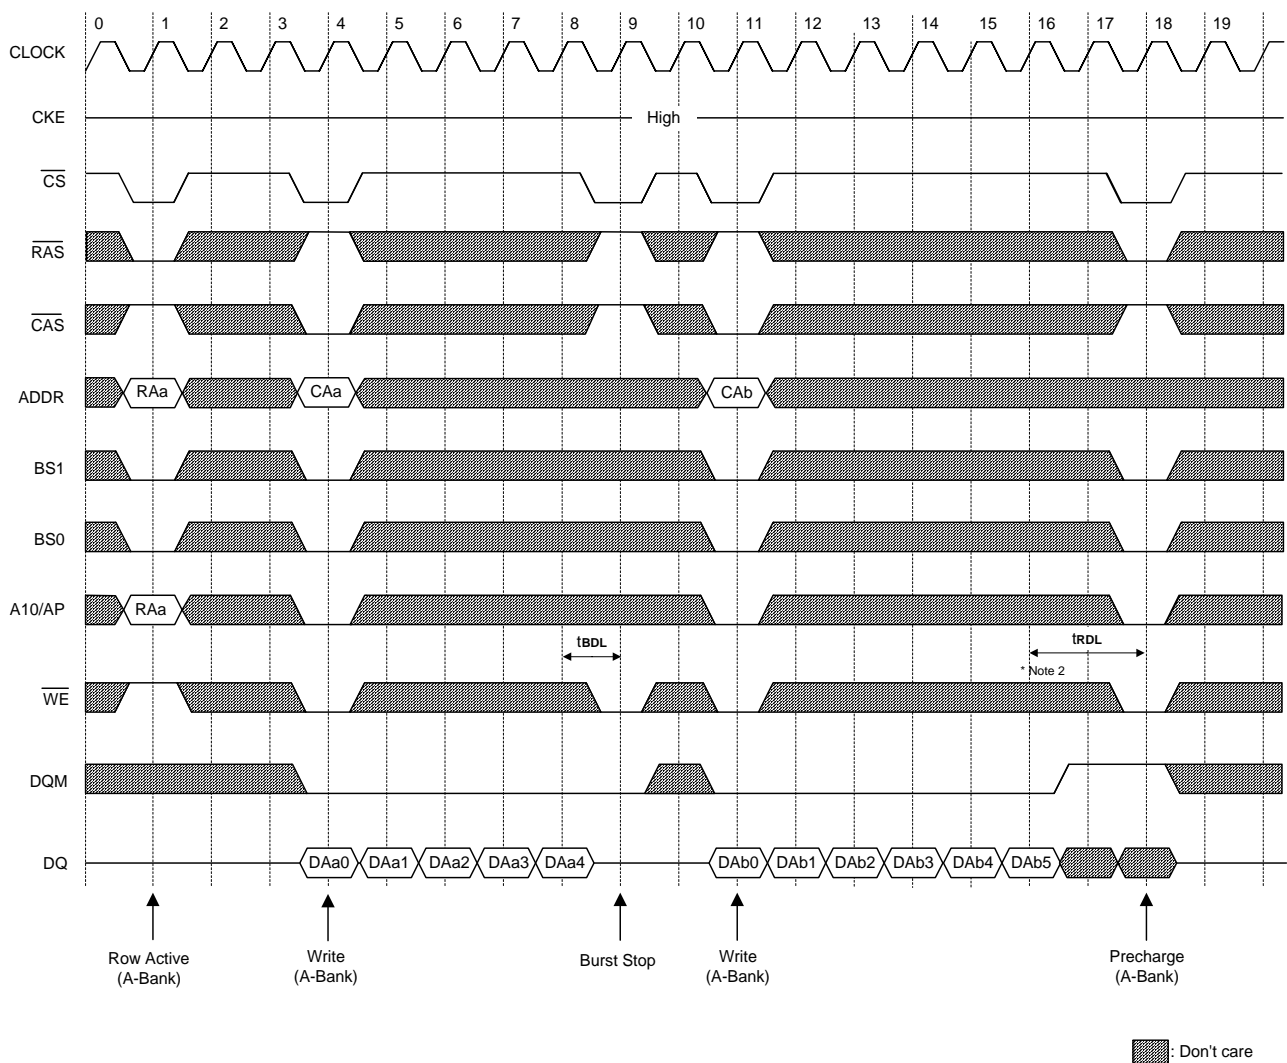 0 1 2 3 4 5 6 7 8 9 10 11 12 13 14 15 16 17 18 19
CLOCK
CKE High
CS
RAS
CAS
ADDR RAa CAa CAb
BS1
BS0
A10/AP RAa
tBDL tRDL
* Note 2
WE
DQM
DQ DAa0 DAa1 DAa2 DAa3 DAa4 DAb0 DAb1 DAb2 DAb3 DAb4 DAb5
Row Active Write Burst Stop Write Precharge
(A-Bank) (A-Bank) (A-Bank) (A-Bank)
: Don't care